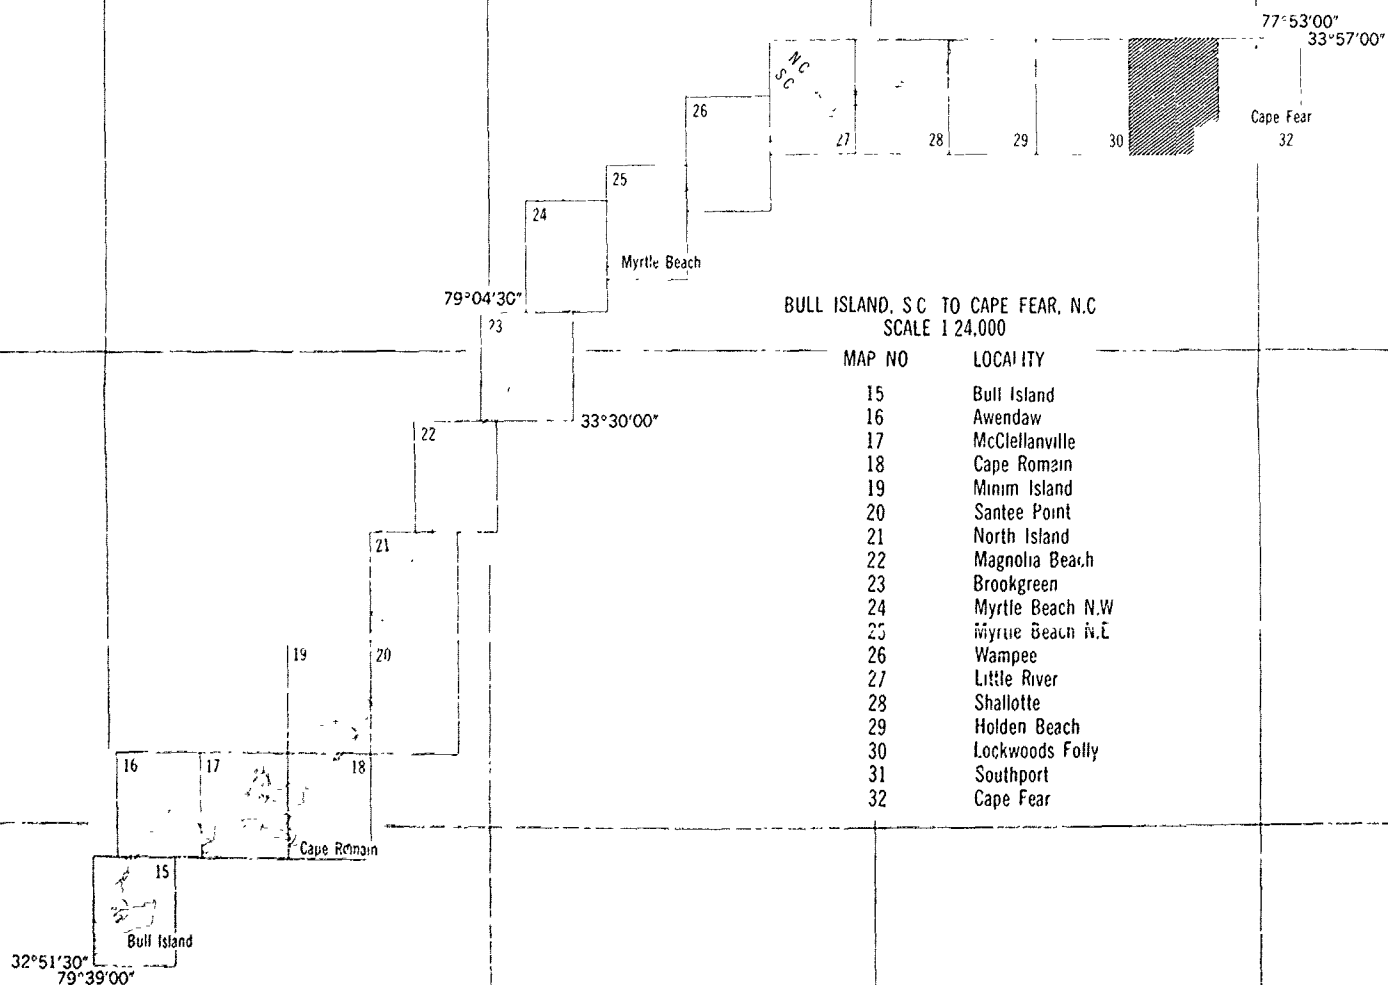 77°53'00"
33°57'00"
NC
SC
26
27
28
29
30
Cape Fear
32
25
24
Myrtle Beach
79°04'30"
23
33°30'00"
22
21
19
20
16
17
18
Cape Romain
15
Bull Island
32°51'30"
79°39'00"
BULL ISLAND, S C TO CAPE FEAR, N.C
SCALE 1 24,000
MAP NO LOCALITY
15 Bull Island
16 Awendaw
17 McClellanville
18 Cape Romain
19 Minim Island
20 Santee Point
21 North Island
22 Magnolia Beach
23 Brookgreen
24 Myrtle Beach N.W
25 Myrtle Beach N.E
26 Wampee
27 Little River
28 Shallotte
29 Holden Beach
30 Lockwoods Folly
31 Southport
32 Cape Fear